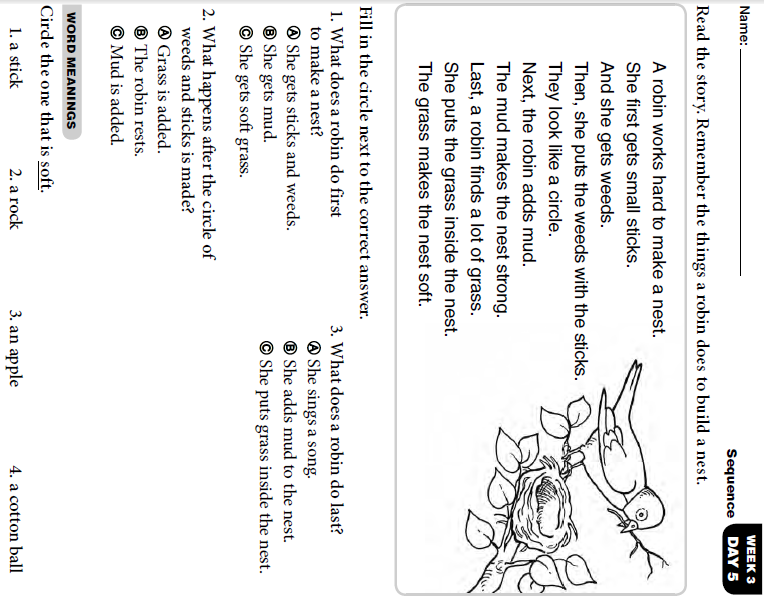 Name:
WEEK 3
DAY 5
Sequence
Read the story. Remember the things a robin does to build a nest.
A robin works hard to make a nest.
She first gets small sticks.
And she gets weeds.
Then, she puts the weeds with the sticks.
They look like a circle.
Next, the robin adds mud.
The mud makes the nest strong.
Last, a robin finds a lot of grass.
She puts the grass inside the nest.
The grass makes the nest soft.
Fill in the circle next to the correct answer.
1. What does a robin do first
to make a nest?
Ⓐ She gets sticks and weeds.
Ⓑ She gets mud.
Ⓒ She gets soft grass.
2. What happens after the circle of
weeds and sticks is made?
Ⓐ Grass is added.
Ⓑ The robin rests.
Ⓒ Mud is added.
3. What does a robin do last?
Ⓐ She sings a song.
Ⓑ She adds mud to the nest.
Ⓒ She puts grass inside the nest.
WORD MEANINGS
Circle the one that is soft.
1. a stick 2. a rock 3. an apple 4. a cotton ball